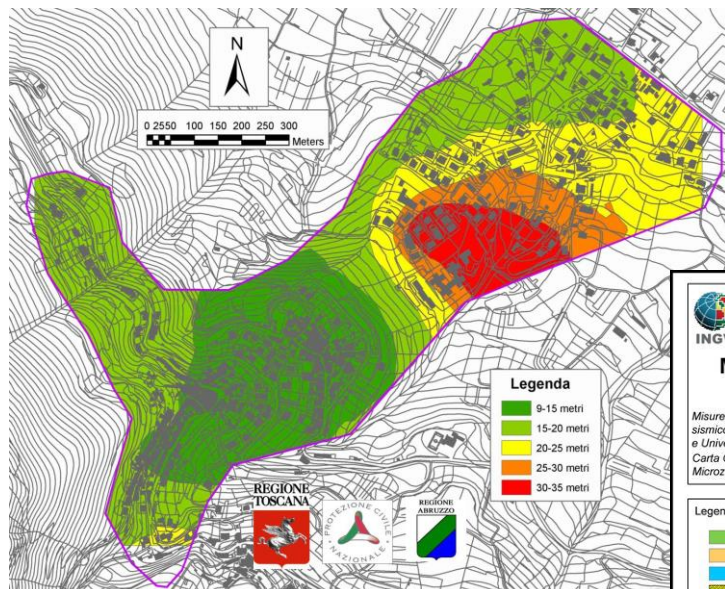 N
0 2550 100 150 200 250 300
Meters
Legenda
9-15 metri
15-20 metri
20-25 metri
25-30 metri
30-35 metri
REGIONE
TOSCANA
PROTEZIONE CIVILE
NAZIONALE
REGIONE
ABRUZZO
INGV
M
Misure
sismico
e Unive
Carta G
Microz
Legen